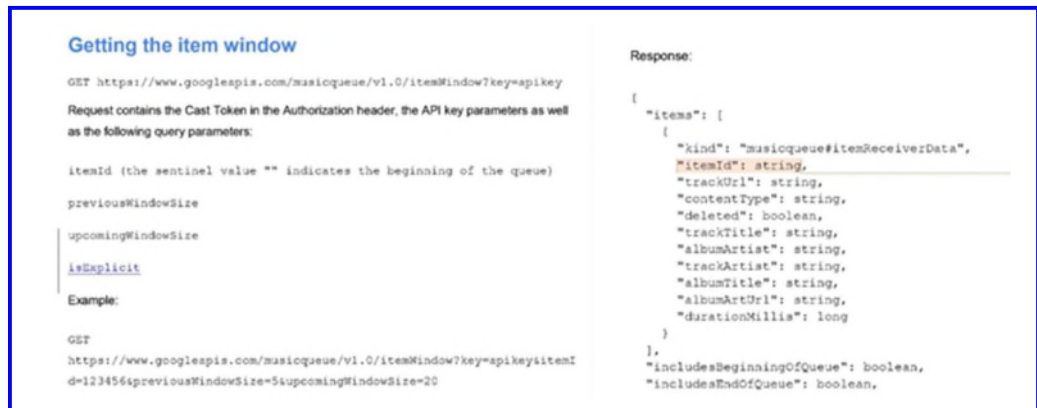 Getting the item window
GET https://www.googleapis.com/musicqueue/v1.0/itemWindow?key=apikey
Request contains the Cast Token in the Authorization header, the API key parameters as well
as the following query parameters:
itemId (the sentinel value "" indicates the beginning of the queue)
previousWindowSize
upcomingWindowSize
isExplicit
Example:
GET
https://www.googleapis.com/musicqueue/v1.0/itemWindow?key=apikey&itemI
d=123456&previousWindowSize=5&upcomingWindowSize=20
Response:
{
"items": [
{
"kind": "musicqueue#itemReceiverData",
"itemId": string,
"trackUrl": string,
"contentType": string,
"deleted": boolean,
"trackTitle": string,
"albumArtist": string,
"trackArtist": string,
"albumTitle": string,
"albumArtUrl": string,
"durationMillis": long
}
],
"includesBeginningOfQueue": boolean,
"includesEndOfQueue": boolean,